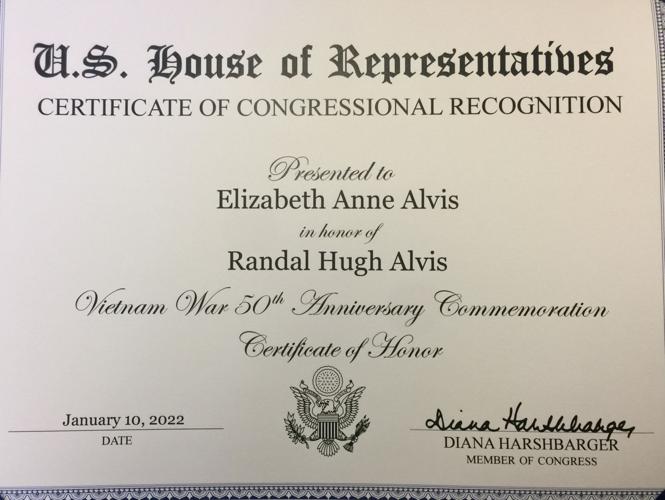 U.S. House of Representatives
CERTIFICATE OF CONGRESSIONAL RECOGNITION
Presented to
Elizabeth Anne Alvis
in honor of
Randal Hugh Alvis
Vietnam War 50th Anniversary Commemoration
Certificate of Honor
January 10, 2022
DATE
Diana Harshbarger
DIANA HARSHBARGER
MEMBER OF CONGRESS